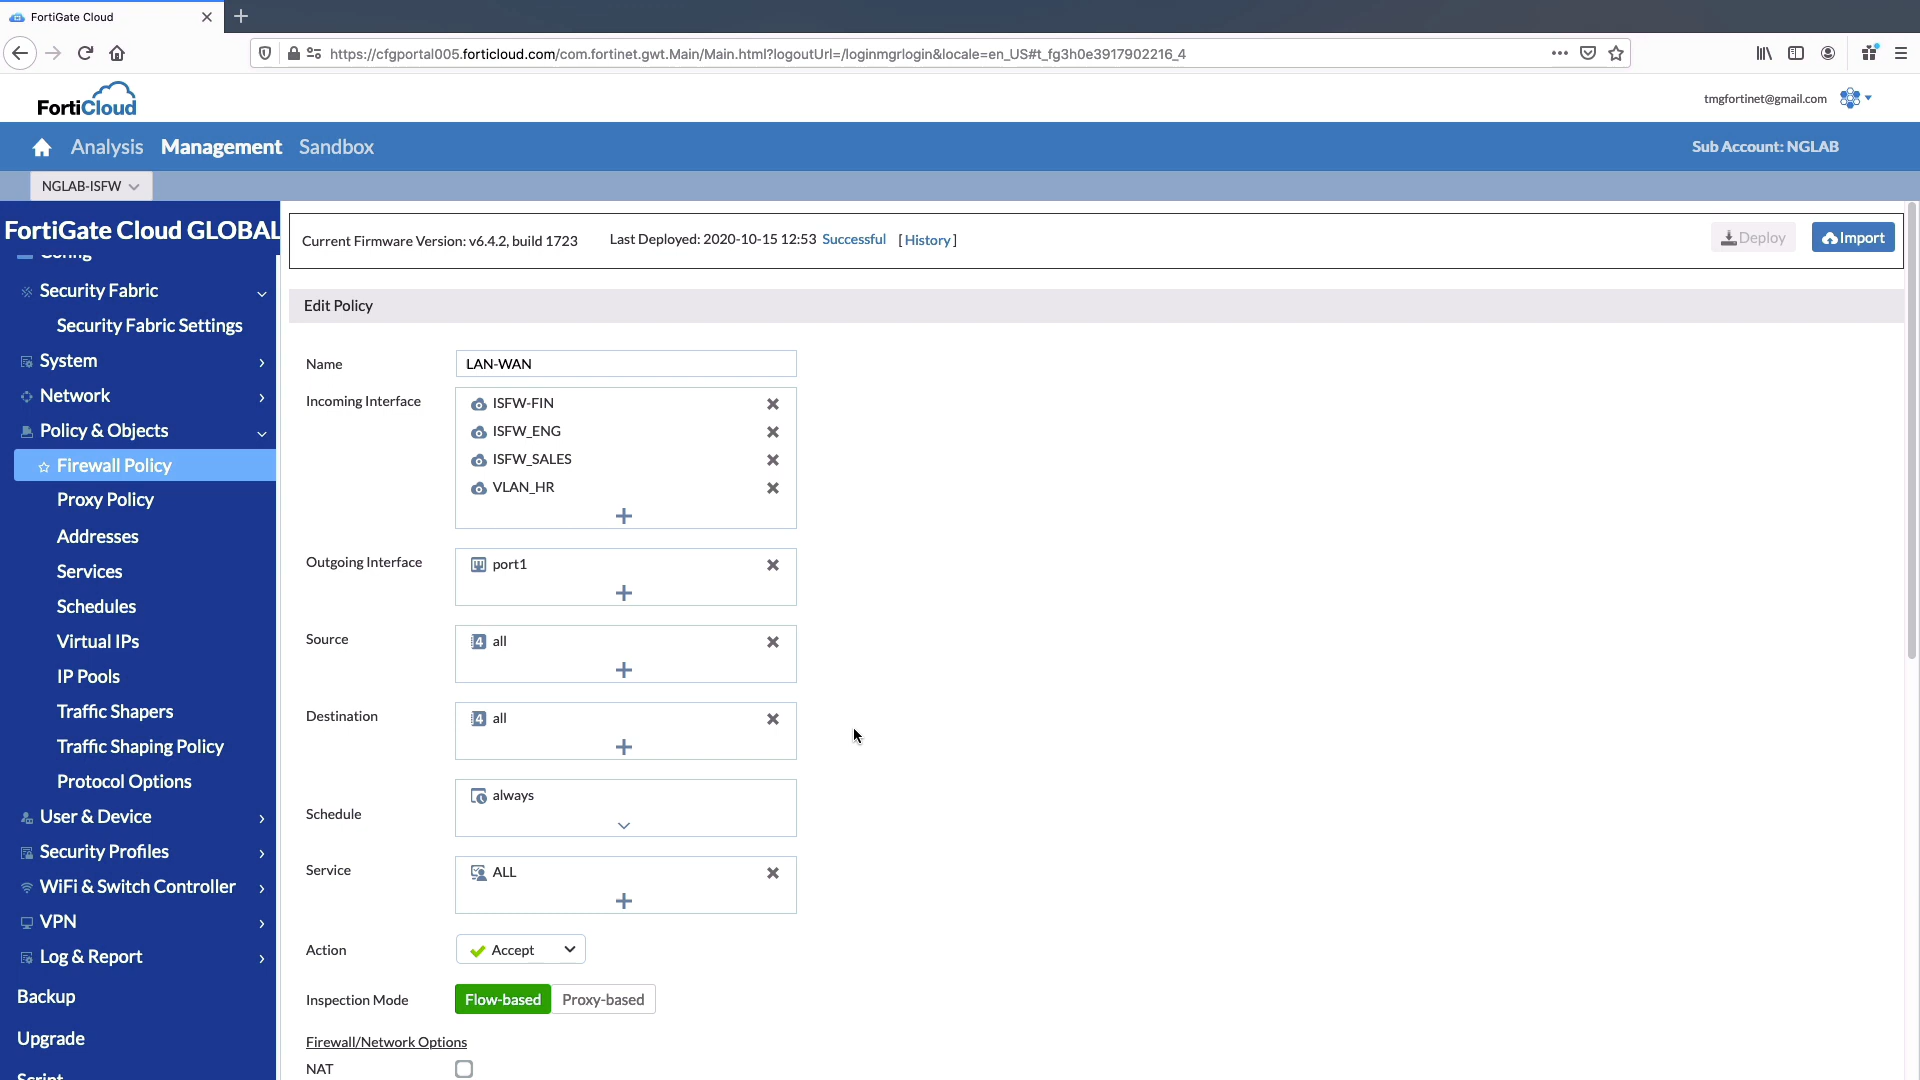 FortiGate Cloud
https://cfgportal005.forticloud.com/com.fortinet.gwt.Main/Main.html?logoutUrl=/loginmgrlogin&locale=en_US#t_fg3h0e3917902216_4
FortiCloud
tmgfortinet@gmail.com
Analysis Management Sandbox
Sub Account: NGLAB
NGLAB-ISFW
FortiGate Cloud GLOBAL
Config
Security Fabric
Security Fabric Settings
System
Network
Policy & Objects
Firewall Policy
Proxy Policy
Addresses
Services
Schedules
Virtual IPs
IP Pools
Traffic Shapers
Traffic Shaping Policy
Protocol Options
User & Device
Security Profiles
WiFi & Switch Controller
VPN
Log & Report
Backup
Upgrade
Script
Current Firmware Version: v6.4.2, build 1723
Last Deployed: 2020-10-15 12:53 Successful [History]
Deploy
Import
Edit Policy
Name
LAN-WAN
Incoming Interface
ISFW-FIN
ISFW_ENG
ISFW_SALES
VLAN_HR
Outgoing Interface
port1
Source
4 all
Destination
4 all
Schedule
always
Service
ALL
Action
Accept
Inspection Mode
Flow-based Proxy-based
Firewall/Network Options
NAT